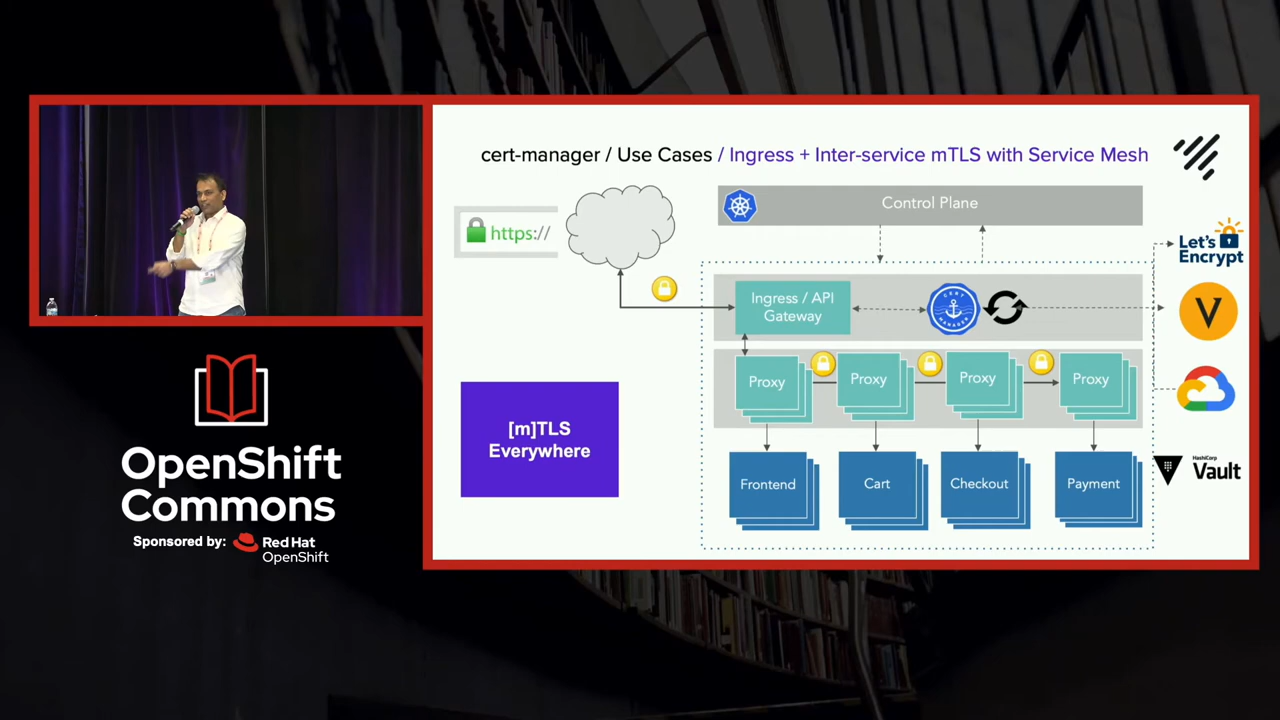 cert-manager / Use Cases / Ingress + Inter-service mTLS with Service Mesh
https://
Control Plane
Let's
Encrypt
Ingress / API
Gateway
CERT
MANAGER
V
Proxy
Proxy
Proxy
Proxy
[m]TLS
Everywhere
Frontend
Cart
Checkout
Payment
HashiCorp
Vault
OpenShift
Commons
Sponsored by:
Red Hat
OpenShift